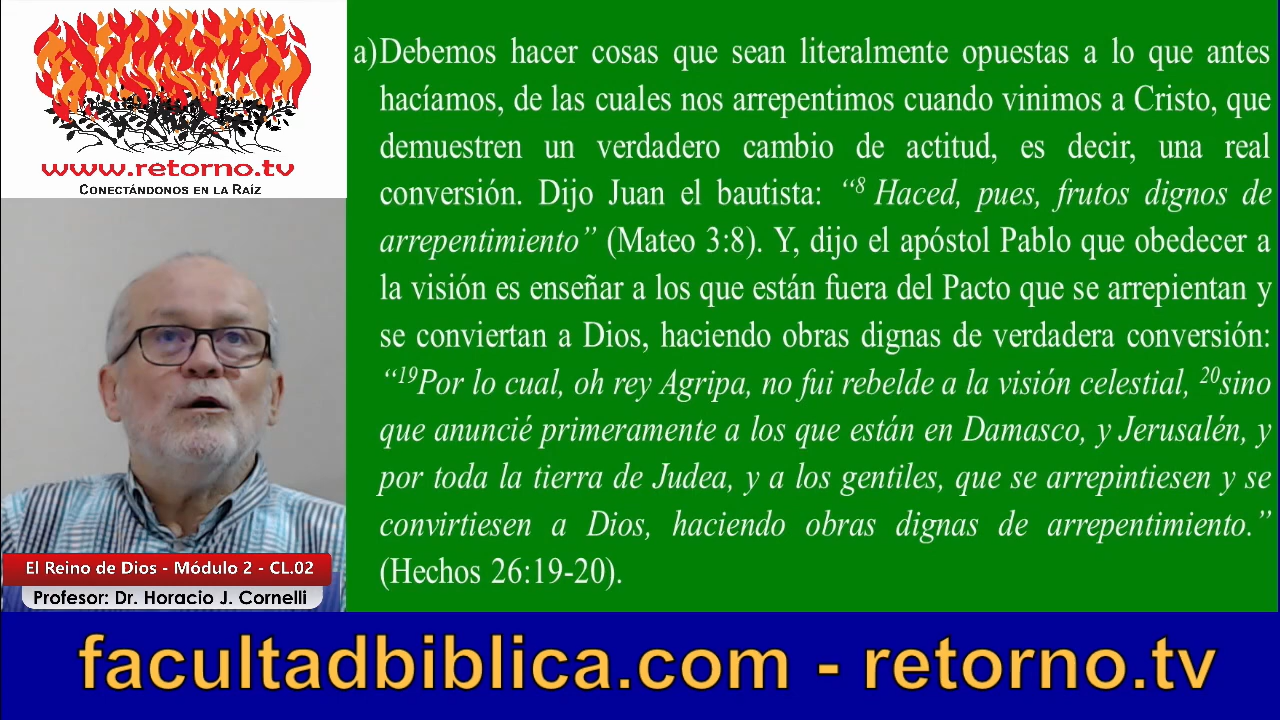 www.retorno.tv
Conectándonos en la Raíz
a)Debemos hacer cosas que sean literalmente opuestas a lo que antes
hacíamos, de las cuales nos arrepentimos cuando vinimos a Cristo, que
demuestren un verdadero cambio de actitud, es decir, una real
conversión. Dijo Juan el bautista: “8 Haced, pues, frutos dignos de
arrepentimiento” (Mateo 3:8). Y, dijo el apóstol Pablo que obedecer a
la visión es enseñar a los que están fuera del Pacto que se arrepientan y
se conviertan a Dios, haciendo obras dignas de verdadera conversión:
“19Por lo cual, oh rey Agripa, no fui rebelde a la visión celestial, 20sino
que anuncié primeramente a los que están en Damasco, y Jerusalén, y
por toda la tierra de Judea, y a los gentiles, que se arrepintiesen y se
convirtiesen a Dios, haciendo obras dignas de arrepentimiento.”
(Hechos 26:19-20).
El Reino de Dios - Módulo 2 - CL.02
Profesor: Dr. Horacio J. Cornelli
facultadbiblica.com - retorno.tv